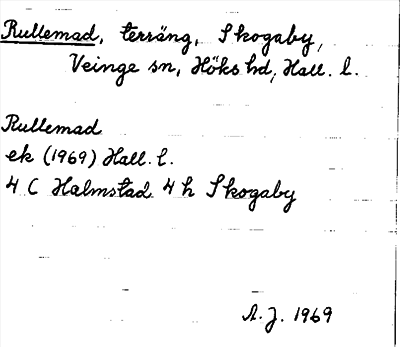 Rullemad, terräng, Skogaby,
Veinge sn, Höks hd, Hall. l.
Rullemad
ek (1969) Hall. l.
4 C Halmstad 4 h Skogaby
A. J. 1969